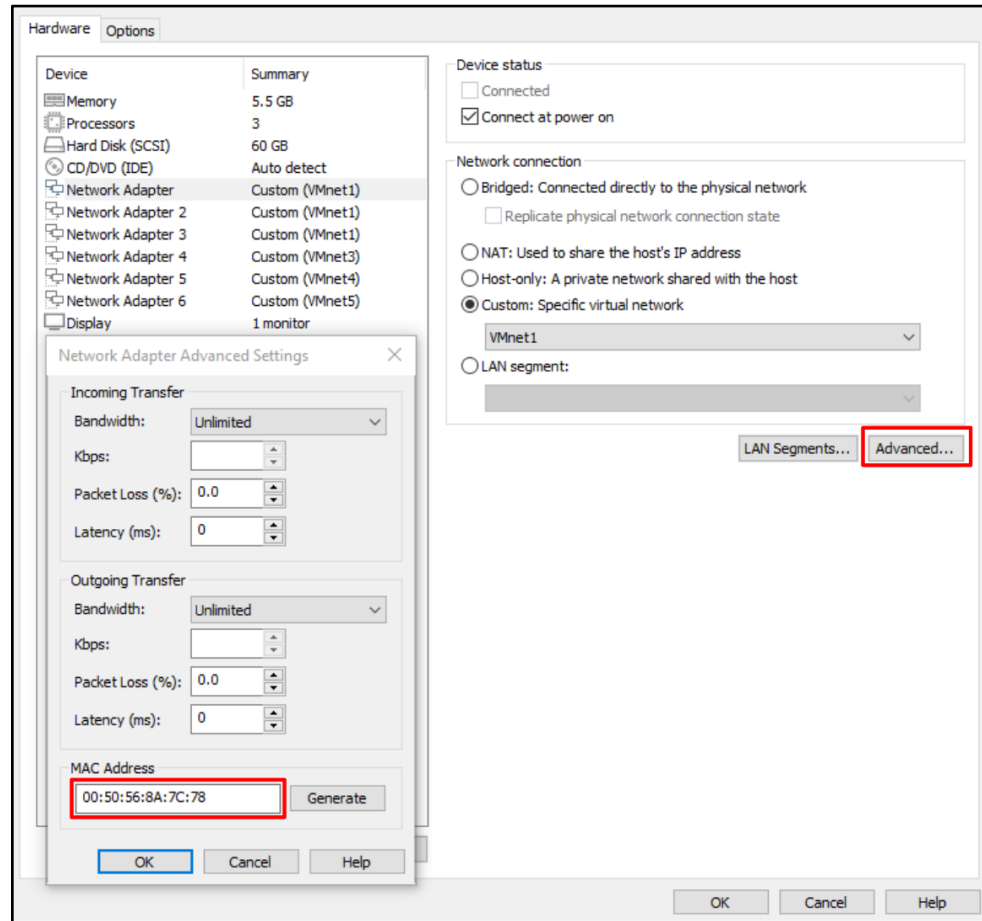 Hardware Options
Device Summary
Memory 5.5 GB
Processors 3
Hard Disk (SCSI) 60 GB
CD/DVD (IDE) Auto detect
Network Adapter Custom (VMnet1)
Network Adapter 2 Custom (VMnet1)
Network Adapter 3 Custom (VMnet1)
Network Adapter 4 Custom (VMnet3)
Network Adapter 5 Custom (VMnet4)
Network Adapter 6 Custom (VMnet5)
Display 1 monitor
Device status
Connected
Connect at power on
Network connection
Bridged: Connected directly to the physical network
Replicate physical network connection state
NAT: Used to share the host's IP address
Host-only: A private network shared with the host
Custom: Specific virtual network
VMnet1
LAN segment:
LAN Segments... Advanced...
Network Adapter Advanced Settings
Incoming Transfer
Bandwidth: Unlimited
Kbps:
Packet Loss (%): 0.0
Latency (ms): 0
Outgoing Transfer
Bandwidth: Unlimited
Kbps:
Packet Loss (%): 0.0
Latency (ms): 0
MAC Address
00:50:56:8A:7C:78 Generate
OK Cancel Help
OK Cancel Help